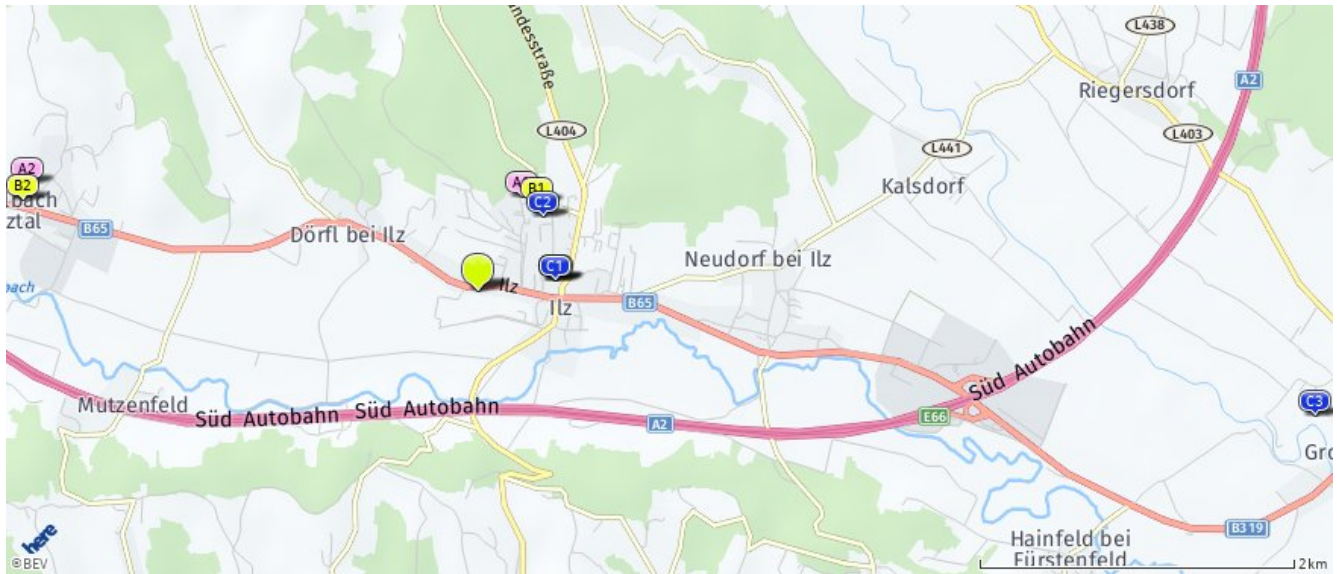 ndesstraße
L438
A2
Riegersdorf
L404
L403
L441
A2
B2
B1
C2
Kalsdorf
lbach
ztal
B65
Dörfl bei Ilz
Neudorf bei Ilz
C1
Ilz
bach
Ilz
B65
Süd Autobahn
Mutzenfeld
Süd Autobahn
Süd Autobahn
A2
E66
C3
Gro
B319
here
Hainfeld bei
Fürstenfeld
©BEV
2km